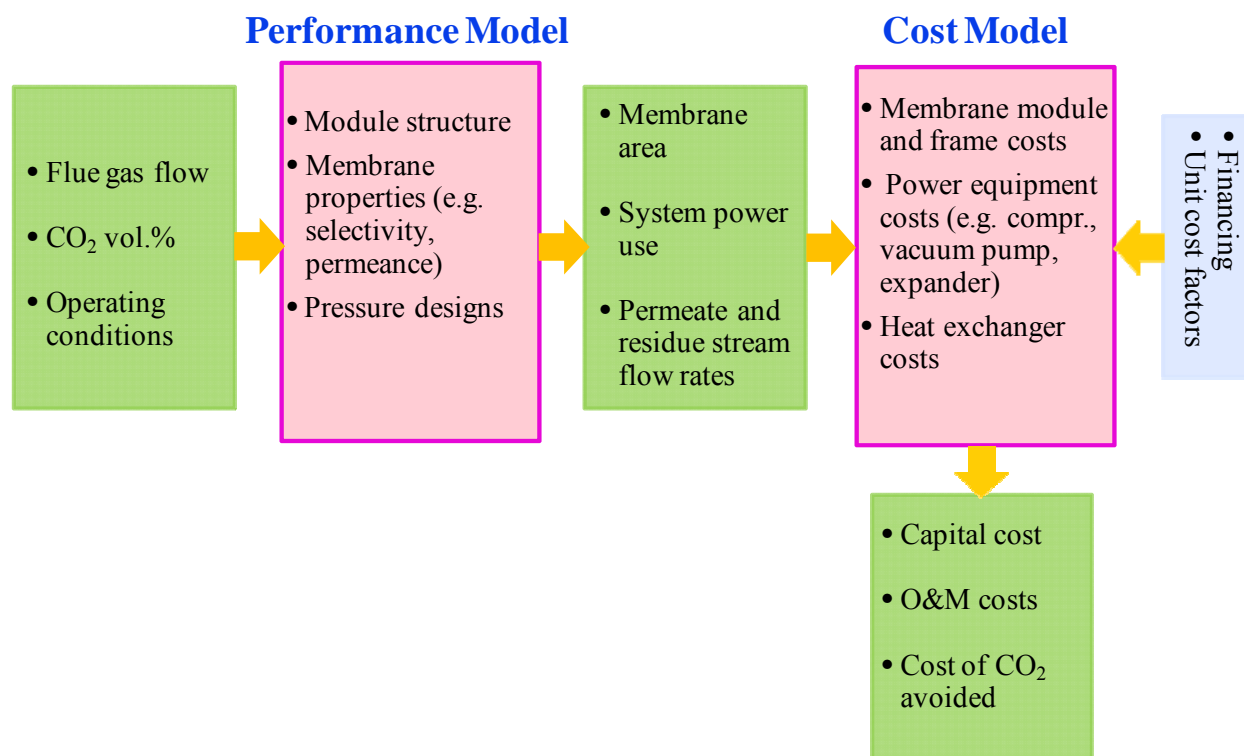 Performance Model
Cost Model
• Flue gas flow
• CO₂ vol.%
• Operating
conditions
• Module structure
• Membrane
properties (e.g.
selectivity,
permeance)
• Pressure designs
• Membrane
area
• System power
use
• Permeate and
residue stream
flow rates
• Membrane module
and frame costs
• Power equipment
costs (e.g. compr.,
vacuum pump,
expander)
• Heat exchanger
costs
• Financing
• Unit cost factors
• Capital cost
• O&M costs
• Cost of CO₂
avoided